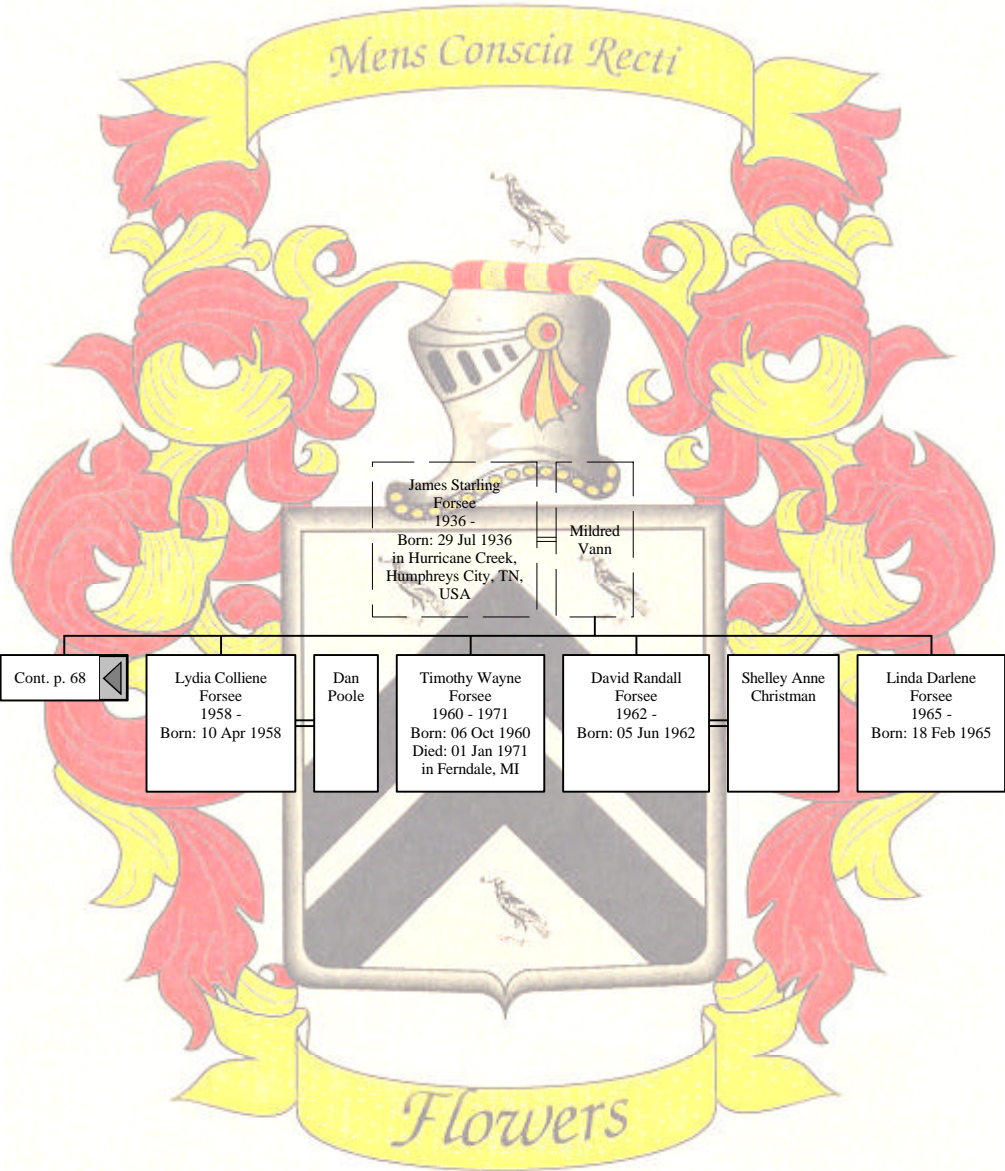 Mens Conscia Recti
James Starling
Forsee
1936 -
Born: 29 Jul 1936
in Hurricane Creek,
Humphreys City, TN,
USA
Mildred
Vann
Cont. p. 68
Lydia Colliene
Forsee
1958 -
Born: 10 Apr 1958
Dan
Poole
Timothy Wayne
Forsee
1960 - 1971
Born: 06 Oct 1960
Died: 01 Jan 1971
in Ferndale, MI
David Randall
Forsee
1962 -
Born: 05 Jun 1962
Shelley Anne
Christman
Linda Darlene
Forsee
1965 -
Born: 18 Feb 1965
Flowers